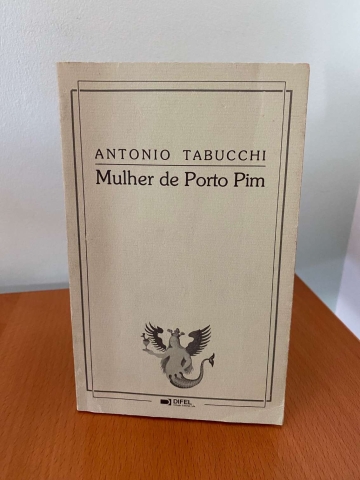 ANTONIO TABUCCHI
Mulher de Porto Pim
DIFEL